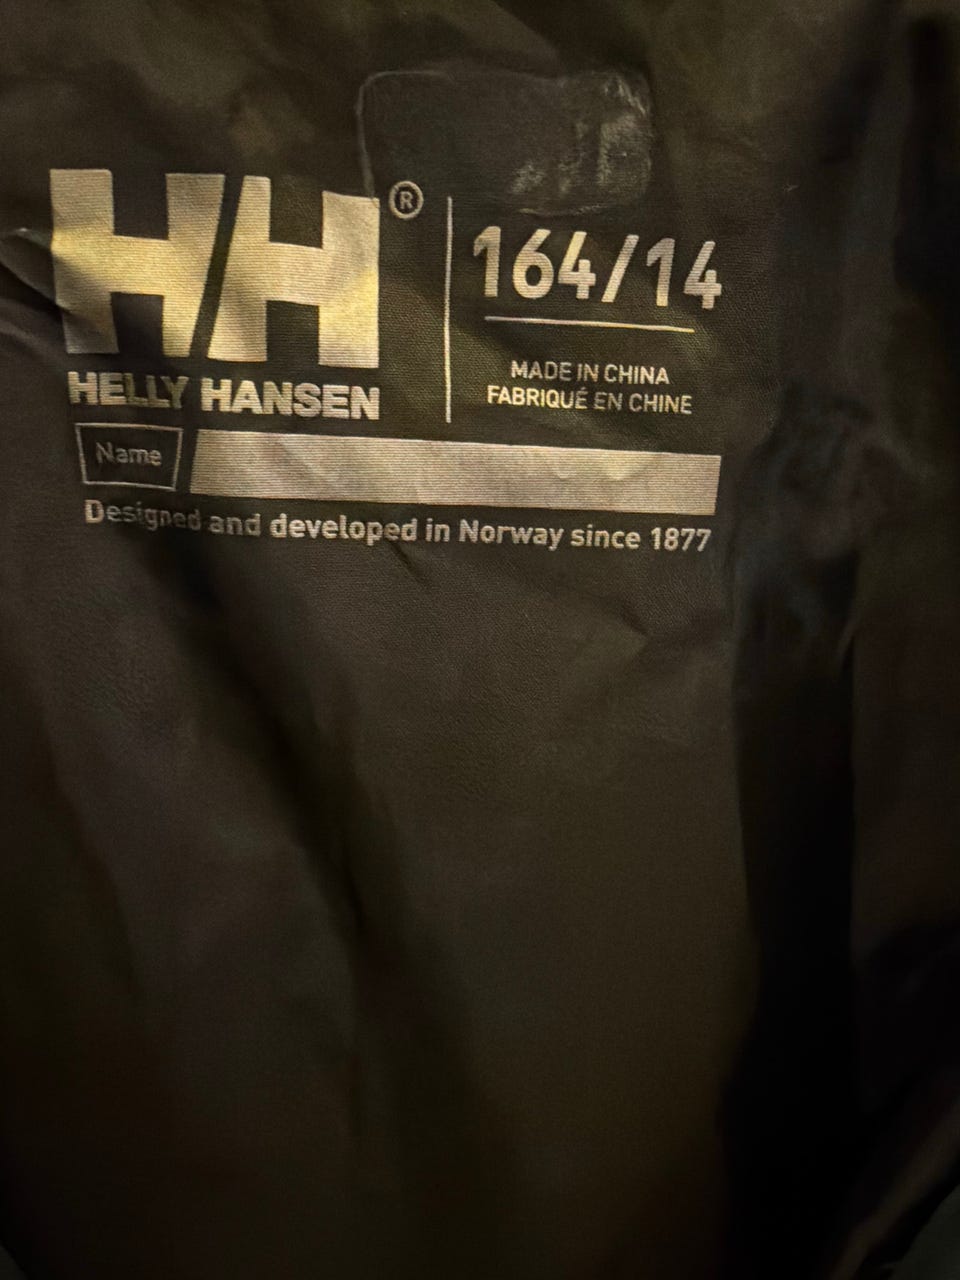 HH®
HELLY HANSEN
164/14
MADE IN CHINA
FABRIQUÉ EN CHINE
Name
Designed and developed in Norway since 1877